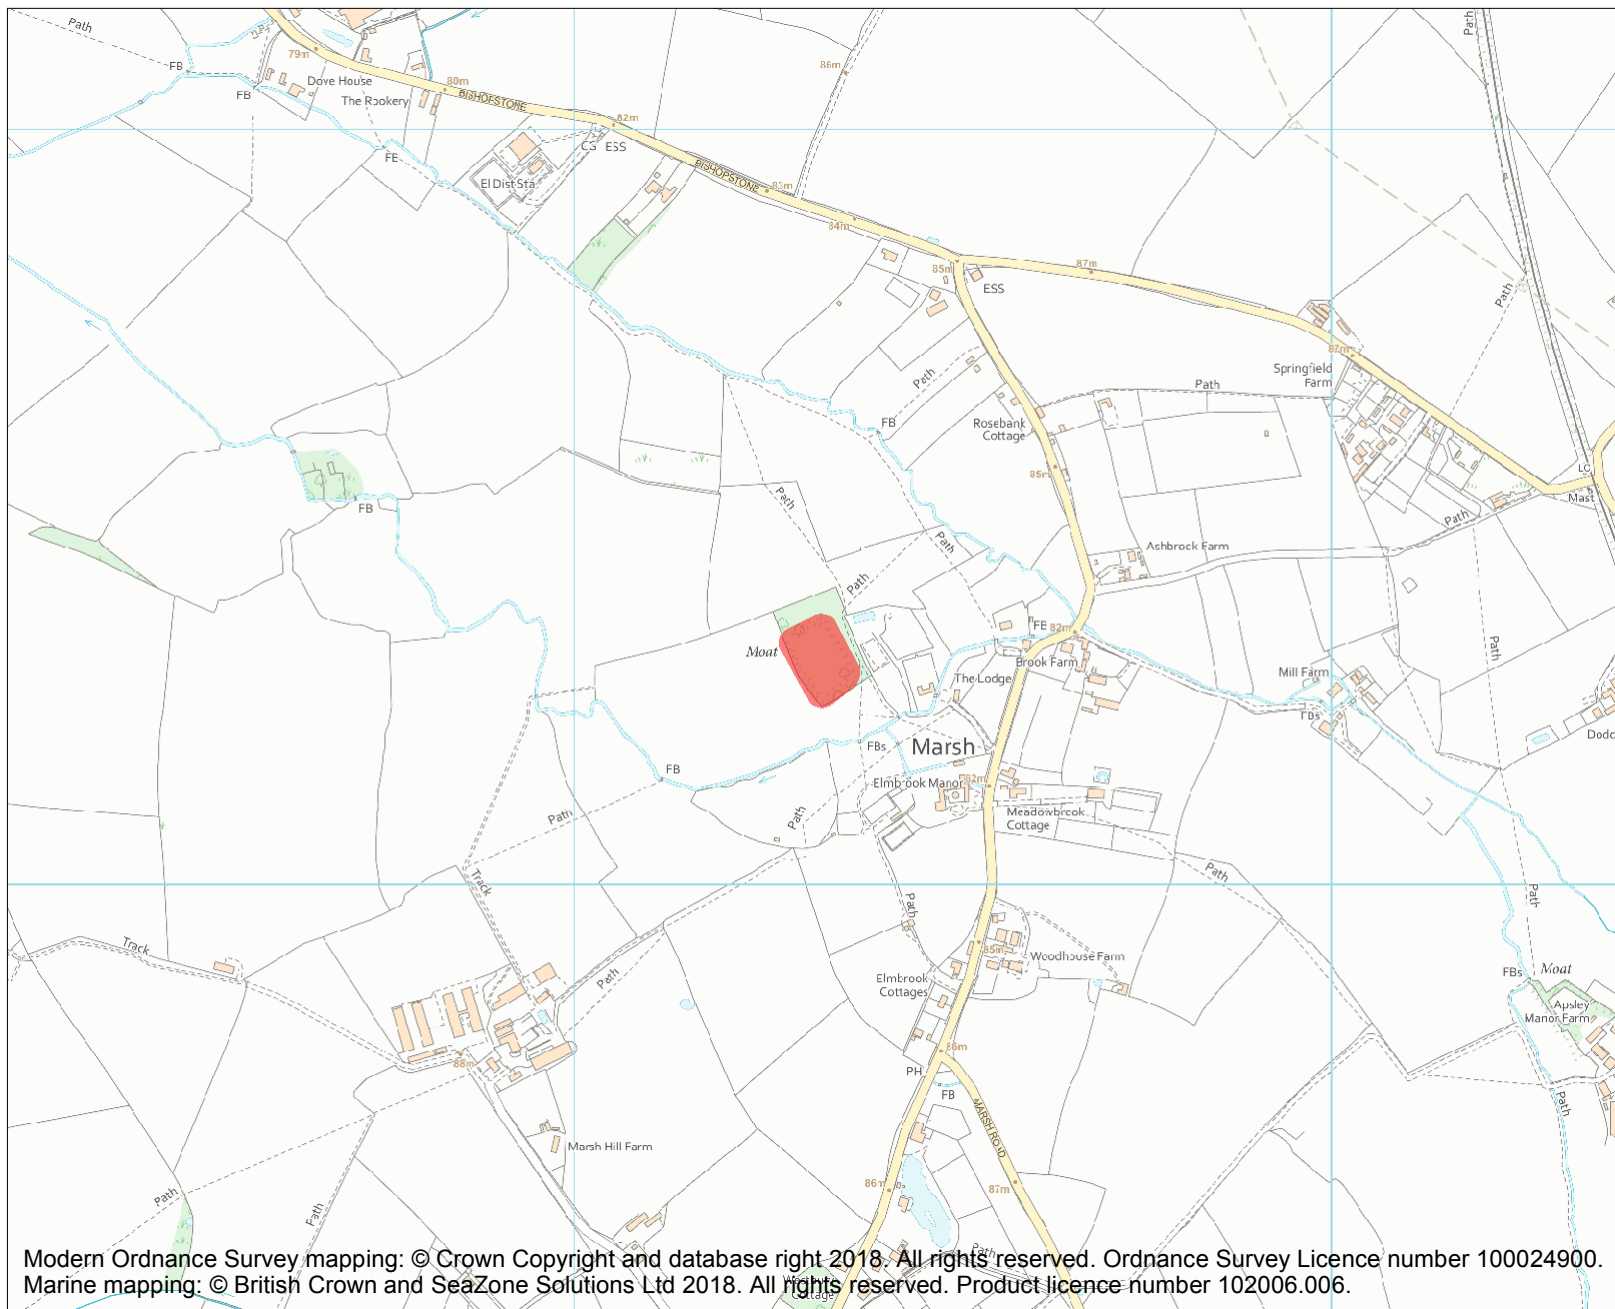 Path
Path
79m
FB
Dove House
80m
FB
The Rookery
BISHOPSTONE
86m
82m
CG ESS
FB
El Dist Sta
BISHOPSTONE
85m
84m
85m
87m
ESS
Path
87m
Springfield
Farm
Path
Path
FB
Rosebank
Cottage
85m
LC
Mast
Path
FB
Path
Path
Ashbrook Farm
Path
Moat
FB
82m
Brook Farm
The Lodge
Path
Mill Farm
FBs
FBs
Marsh
FB
Elmbrook Manor
82m
Meadowbrook
Cottage
Path
Path
Path
Track
Path
Path
Track
85m
Woodhouse Farm
Elmbrook
Cottages
Path
FBs
Moat
Apsley
Manor Farm
88m
86m
PH
FB
MARSH ROAD
Path
Marsh Hill Farm
86m
87m
Path
Path
Path
Cottage
Modern Ordnance Survey mapping: © Crown Copyright and database right 2018. All rights reserved. Ordnance Survey Licence number 100024900.
Marine mapping: © British Crown and SeaZone Solutions Ltd 2018. All rights reserved. Product licence number 102006.006.